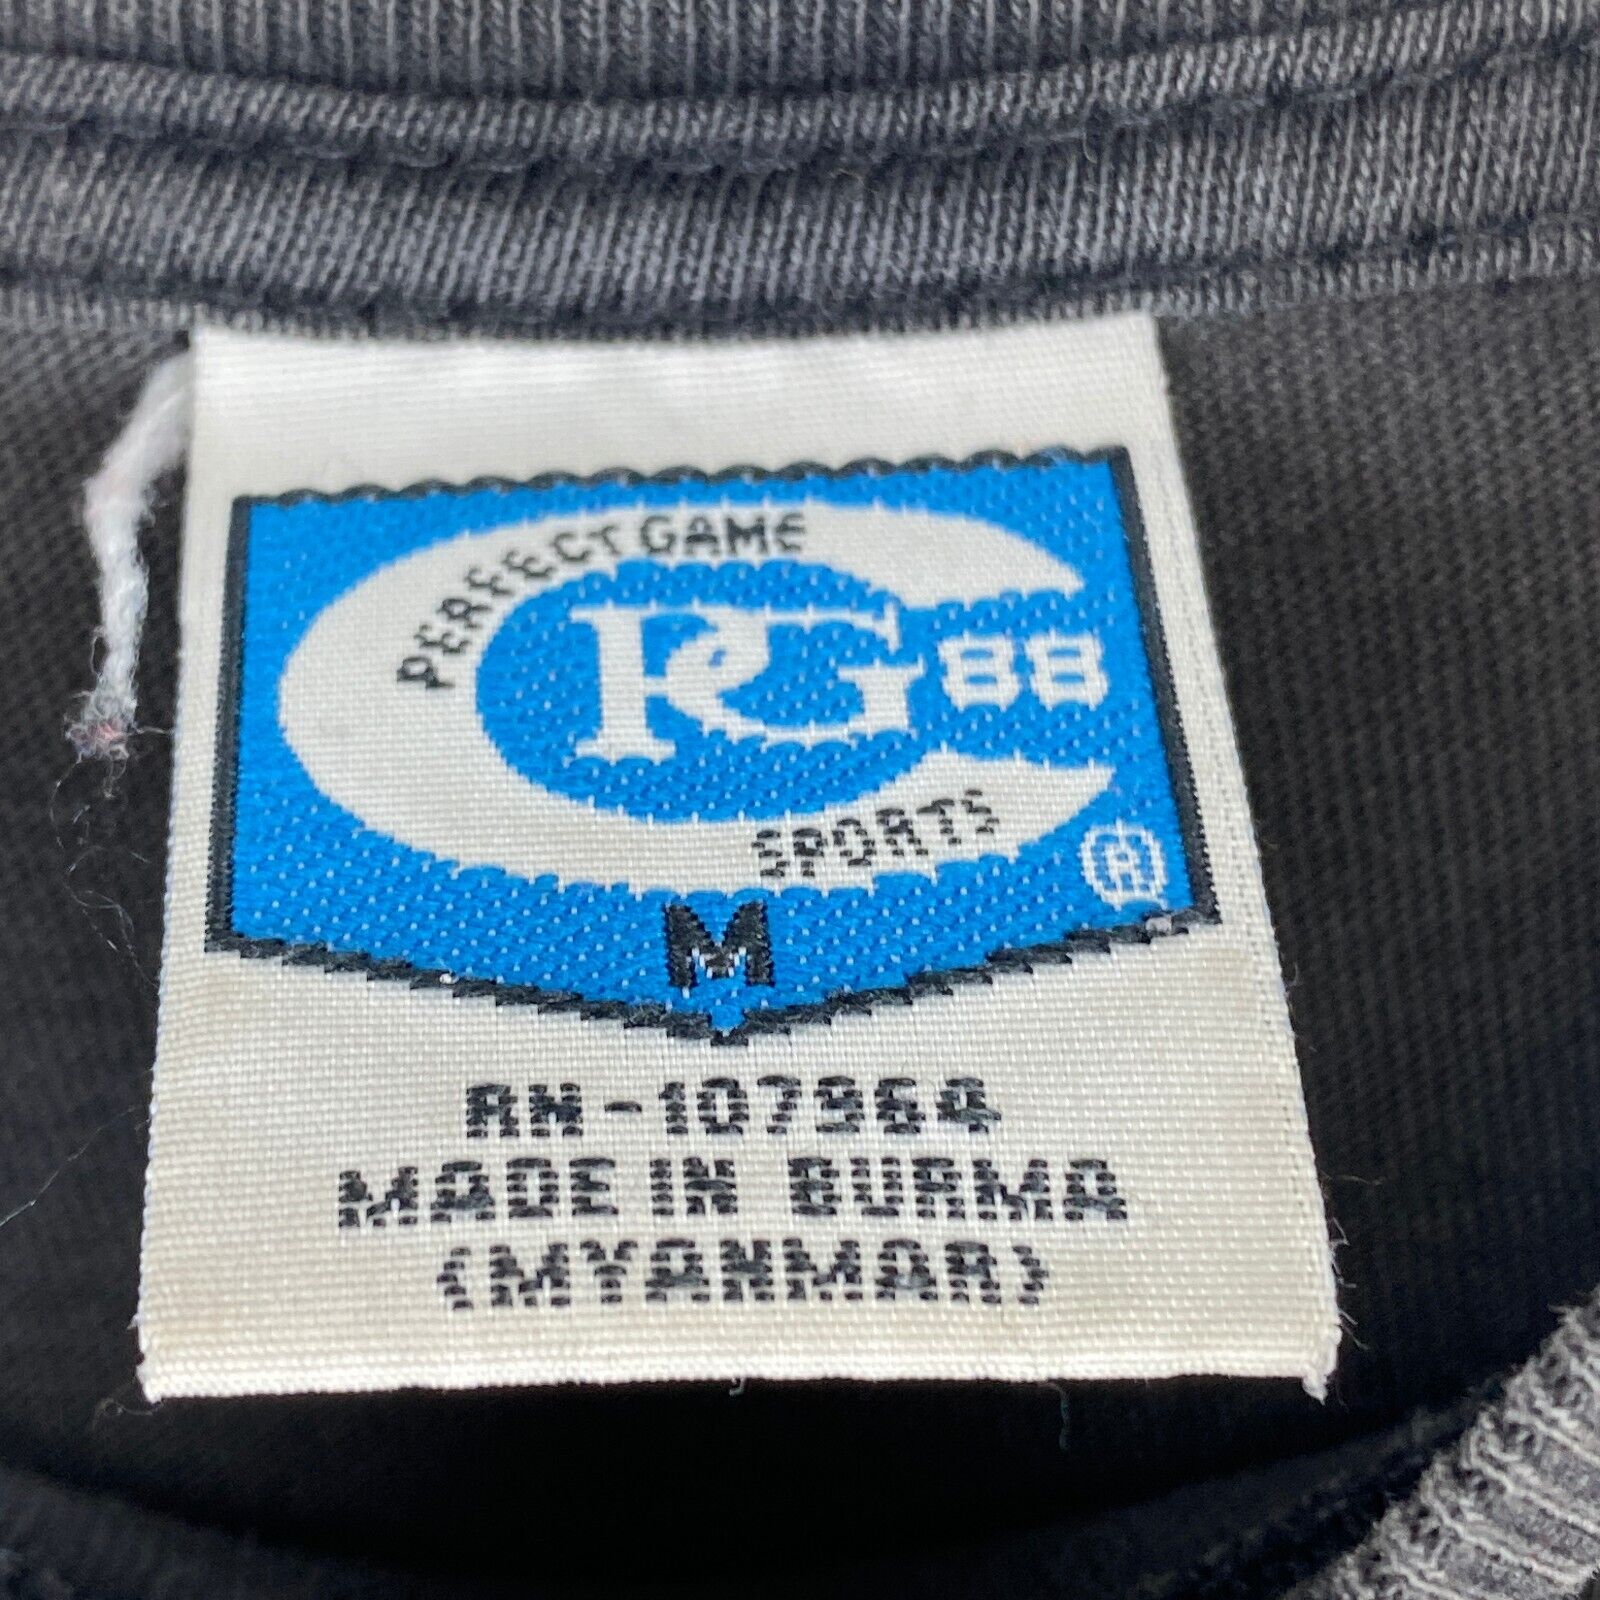 PERFECT GAME
PG 88
SPORTS
®
M
RN-107964
MADE IN BURMA
(MYANMAR)